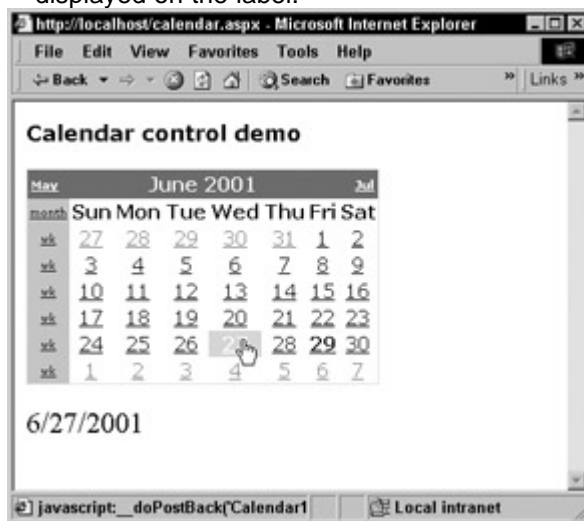 displayed on the label.
http://localhost/calendar.aspx - Microsoft Internet Explorer
File Edit View Favorites Tools Help
Back Search Favorites » Links »
Calendar control demo
May June 2001 Jul
month Sun Mon Tue Wed Thu Fri Sat
wk 27 28 29 30 31 1 2
wk 3 4 5 6 7 8 9
wk 10 11 12 13 14 15 16
wk 17 18 19 20 21 22 23
wk 24 25 26 28 29 30
wk 1 2 3 4 5 6 7
6/27/2001
javascript:__doPostBack('Calendar1 Local intranet